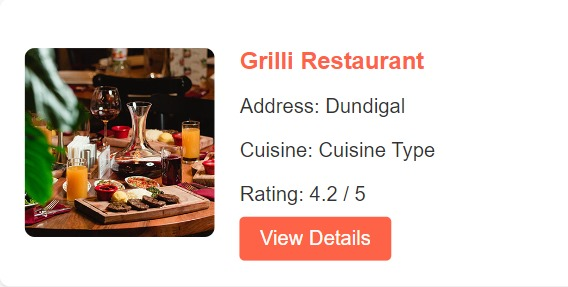 Grilli Restaurant
Address: Dundigal
Cuisine: Cuisine Type
Rating: 4.2 / 5
View Details